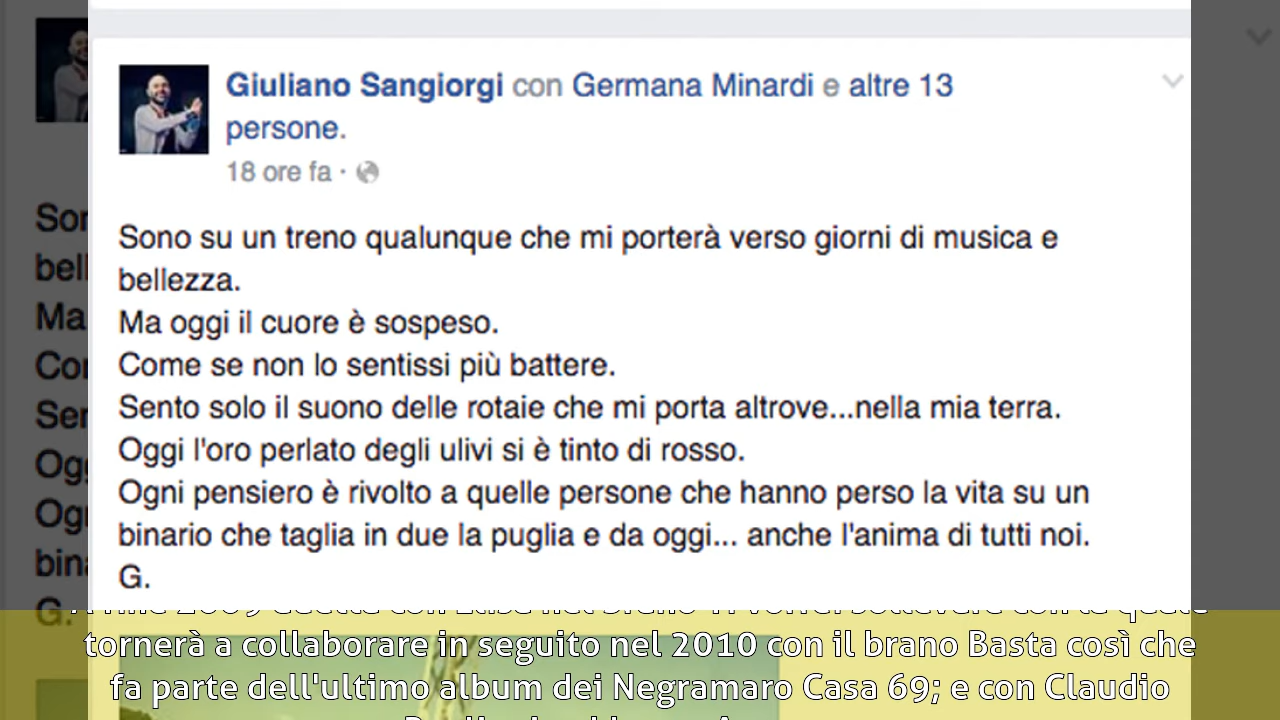 Giuliano Sangiorgi con Germana Minardi e altre 13
persone.
18 ore fa ·
Sono su un treno qualunque che mi porterà verso giorni di musica e
bellezza.
Ma oggi il cuore è sospeso.
Come se non lo sentissi più battere.
Sento solo il suono delle rotaie che mi porta altrove...nella mia terra.
Oggi l'oro perlato degli ulivi si è tinto di rosso.
Ogni pensiero è rivolto a quelle persone che hanno perso la vita su un
binario che taglia in due la puglia e da oggi... anche l'anima di tutti noi.
G.
tornerà a collaborare in seguito nel 2010 con il brano Basta così che
fa parte dell'ultimo album dei Negramaro Casa 69; e con Claudio